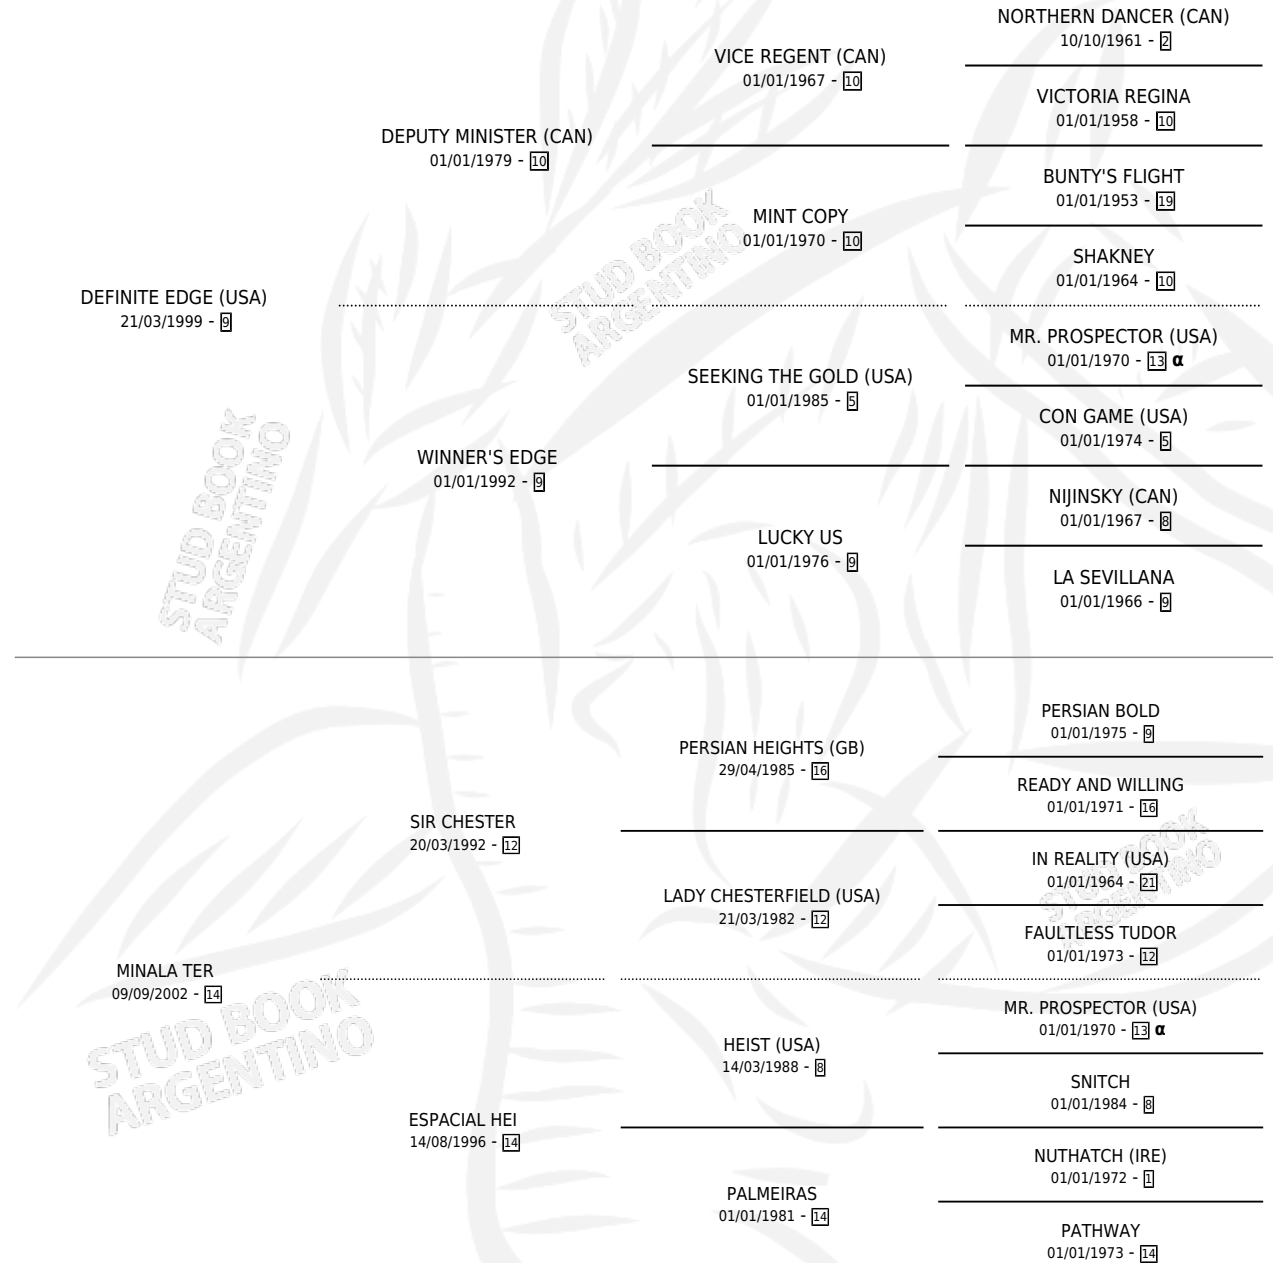 NORTHERN DANCER (CAN)
10/10/1961 - 2
VICE REGENT (CAN)
01/01/1967 - 10
VICTORIA REGINA
01/01/1958 - 10
DEPUTY MINISTER (CAN)
01/01/1979 - 10
BUNTY'S FLIGHT
01/01/1953 - 19
MINT COPY
01/01/1970 - 10
SHAKNEY
01/01/1964 - 10
DEFINITE EDGE (USA)
21/03/1999 - 9
MR. PROSPECTOR (USA)
01/01/1970 - 13 α
SEEKING THE GOLD (USA)
01/01/1985 - 5
CON GAME (USA)
01/01/1974 - 5
WINNER'S EDGE
01/01/1992 - 9
NIJINSKY (CAN)
01/01/1967 - 8
LUCKY US
01/01/1976 - 9
LA SEVILLANA
01/01/1966 - 9
PERSIAN BOLD
01/01/1975 - 9
PERSIAN HEIGHTS (GB)
29/04/1985 - 16
READY AND WILLING
01/01/1971 - 16
SIR CHESTER
20/03/1992 - 12
IN REALITY (USA)
01/01/1964 - 21
LADY CHESTERFIELD (USA)
21/03/1982 - 12
FAULTLESS TUDOR
01/01/1973 - 12
MINALA TER
09/09/2002 - 14
MR. PROSPECTOR (USA)
01/01/1970 - 13 α
HEIST (USA)
14/03/1988 - 8
SNITCH
01/01/1984 - 8
ESPACIAL HEI
14/08/1996 - 14
NUTHATCH (IRE)
01/01/1972 - 1
PALMEIRAS
01/01/1981 - 14
PATHWAY
01/01/1973 - 14
STUD BOOK
ARGENTINO
STUD BOOK
ARGENTINO
STUD BOOK
ARGENTINO
STUD BOOK
ARGENTINO